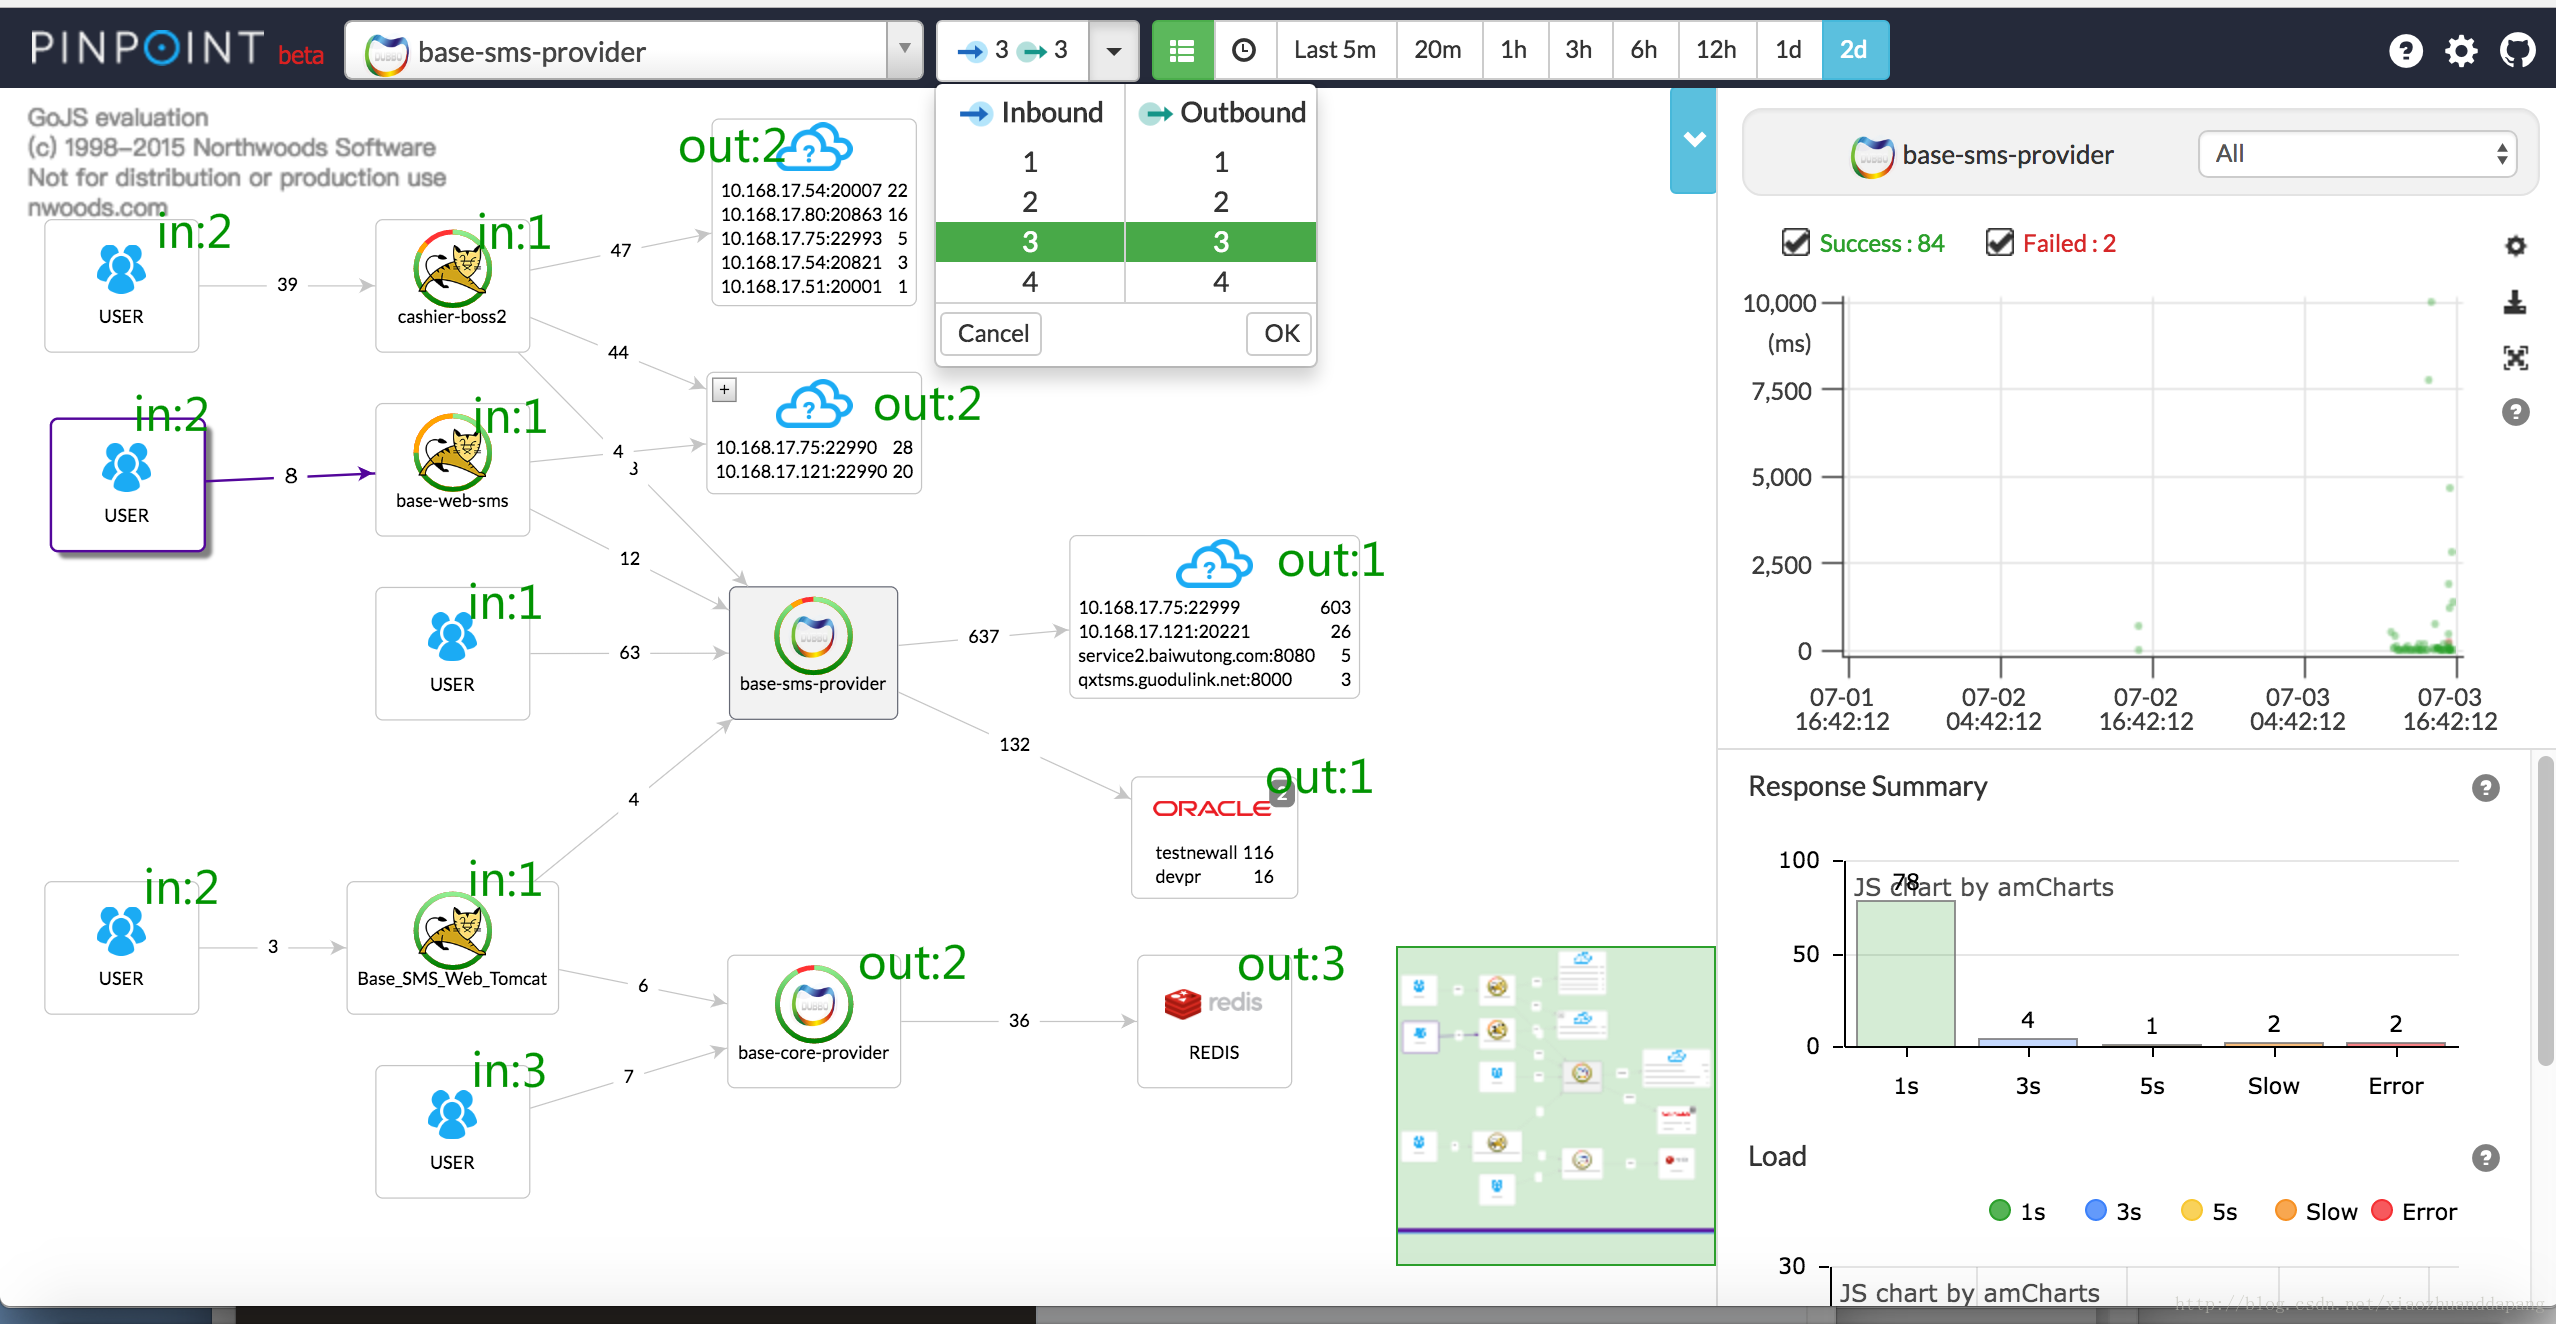 PINPOINT beta
base-sms-provider
3 3
Last 5m 20m 1h 3h 6h 12h 1d 2d
Inbound Outbound
1 1
2 2
3 3
4 4
Cancel OK
GoJS evaluation
(c) 1998-2015 Northwoods Software
Not for distribution or production use
nwoods.com
in:2
USER
39
in:1
cashier-boss2
47
44
4
3
out:2
10.168.17.54:20007 22
10.168.17.80:20863 16
10.168.17.75:22993 5
10.168.17.54:20821 3
10.168.17.51:20001 1
+
out:2
10.168.17.75:22990 28
10.168.17.121:22990 20
in:2
USER
8
in:1
base-web-sms
12
in:1
USER
63
base-sms-provider
637
132
out:1
10.168.17.75:22999 603
10.168.17.121:20221 26
service2.baiwutong.com:8080 5
qxtsms.guodulink.net:8000 3
out:1
2
ORACLE
testnewall 116
devpr 16
4
in:2
USER
3
in:1
Base_SMS_Web_Tomcat
6
out:2
base-core-provider
36
out:3
redis
REDIS
in:3
USER
7
base-sms-provider
All
Success : 84 Failed : 2
10,000
(ms)
7,500
5,000
2,500
0
07-01 07-02 07-02 07-03 07-03
16:42:12 04:42:12 16:42:12 04:42:12 16:42:12
Response Summary
100
50
0
JS chart by amCharts
78 4 1 2 2
1s 3s 5s Slow Error
Load
1s 3s 5s Slow Error
30
JS chart by amCharts
http://blog.csdn.net/xiaozhuanddapang